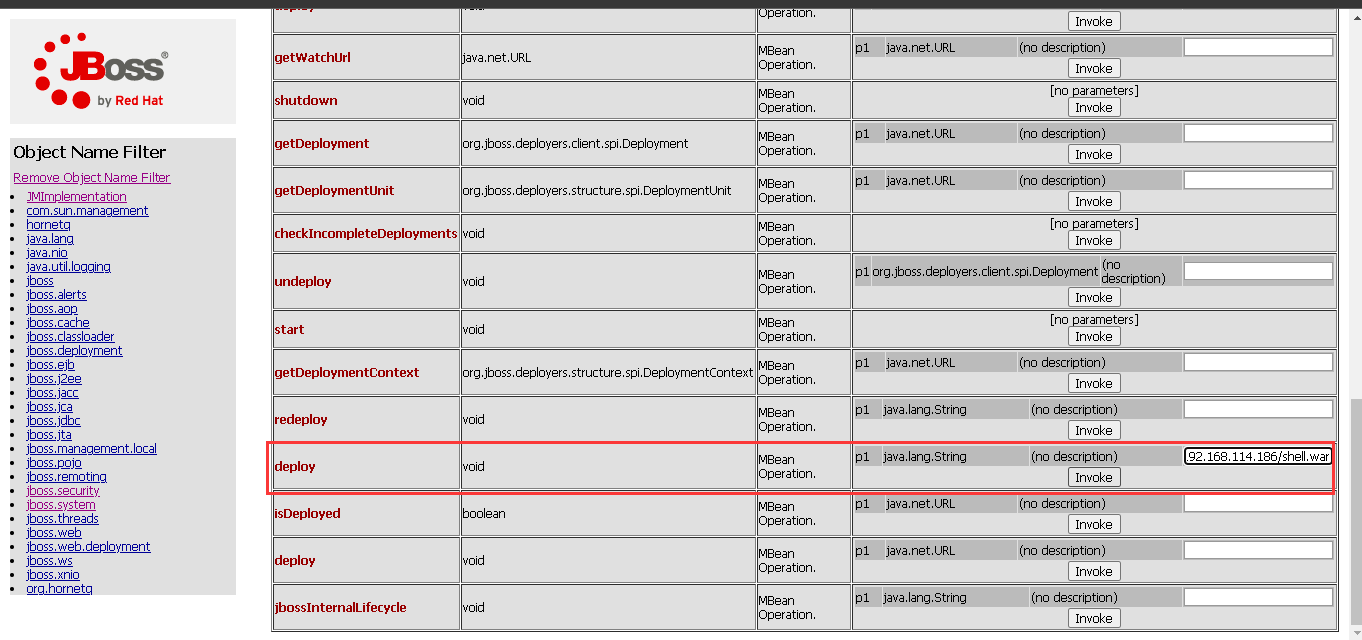 deploy void Operation.
Invoke
JBoss®
by Red Hat
getWatchUrl java.net.URL MBean Operation. p1 java.net.URL (no description)
Invoke
shutdown void MBean Operation. [no parameters]
Invoke
getDeployment org.jboss.deployers.client.spi.Deployment MBean Operation. p1 java.net.URL (no description)
Invoke
getDeploymentUnit org.jboss.deployers.structure.spi.DeploymentUnit MBean Operation. p1 java.net.URL (no description)
Invoke
checkIncompleteDeployments void MBean Operation. [no parameters]
Invoke
undeploy void MBean Operation. p1 org.jboss.deployers.client.spi.Deployment (no description)
Invoke
start void MBean Operation. [no parameters]
Invoke
getDeploymentContext org.jboss.deployers.structure.spi.DeploymentContext MBean Operation. p1 java.net.URL (no description)
Invoke
redeploy void MBean Operation. p1 java.lang.String (no description)
Invoke
deploy void MBean Operation. p1 java.lang.String (no description) 92.168.114.186/shell.war
Invoke
isDeployed boolean MBean Operation. p1 java.net.URL (no description)
Invoke
deploy void MBean Operation. p1 java.net.URL (no description)
Invoke
jbossInternalLifecycle void MBean Operation. p1 java.lang.String (no description)
Invoke
Object Name Filter
Remove Object Name Filter
JMImplementation
com.sun.management
hornetq
java.lang
java.nio
java.util.logging
jboss
jboss.alerts
jboss.aop
jboss.cache
jboss.classloader
jboss.deployment
jboss.ejb
jboss.j2ee
jboss.jacc
jboss.jca
jboss.jdbc
jboss.jta
jboss.management.local
jboss.pojo
jboss.remoting
jboss.security
jboss.system
jboss.threads
jboss.web
jboss.web.deployment
jboss.ws
jboss.xnio
org.hornetq